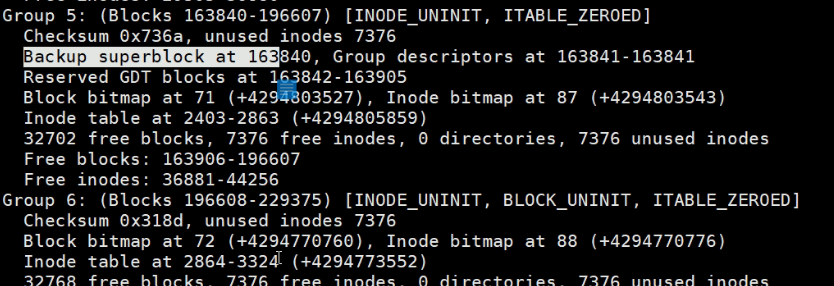 Group 5: (Blocks 163840-196607) [INODE_UNINIT, ITABLE_ZEROED]
Checksum 0x736a, unused inodes 7376
Backup superblock at 163840, Group descriptors at 163841-163841
Reserved GDT blocks at 163842-163905
Block bitmap at 71 (+4294803527), Inode bitmap at 87 (+4294803543)
Inode table at 2403-2863 (+4294805859)
32702 free blocks, 7376 free inodes, 0 directories, 7376 unused inodes
Free blocks: 163906-196607
Free inodes: 36881-44256
Group 6: (Blocks 196608-229375) [INODE_UNINIT, BLOCK_UNINIT, ITABLE_ZEROED]
Checksum 0x318d, unused inodes 7376
Block bitmap at 72 (+4294770760), Inode bitmap at 88 (+4294770776)
Inode table at 2864-3324 (+4294773552)
32768 free blocks, 7376 free inodes, 0 directories, 7376 unused inodes